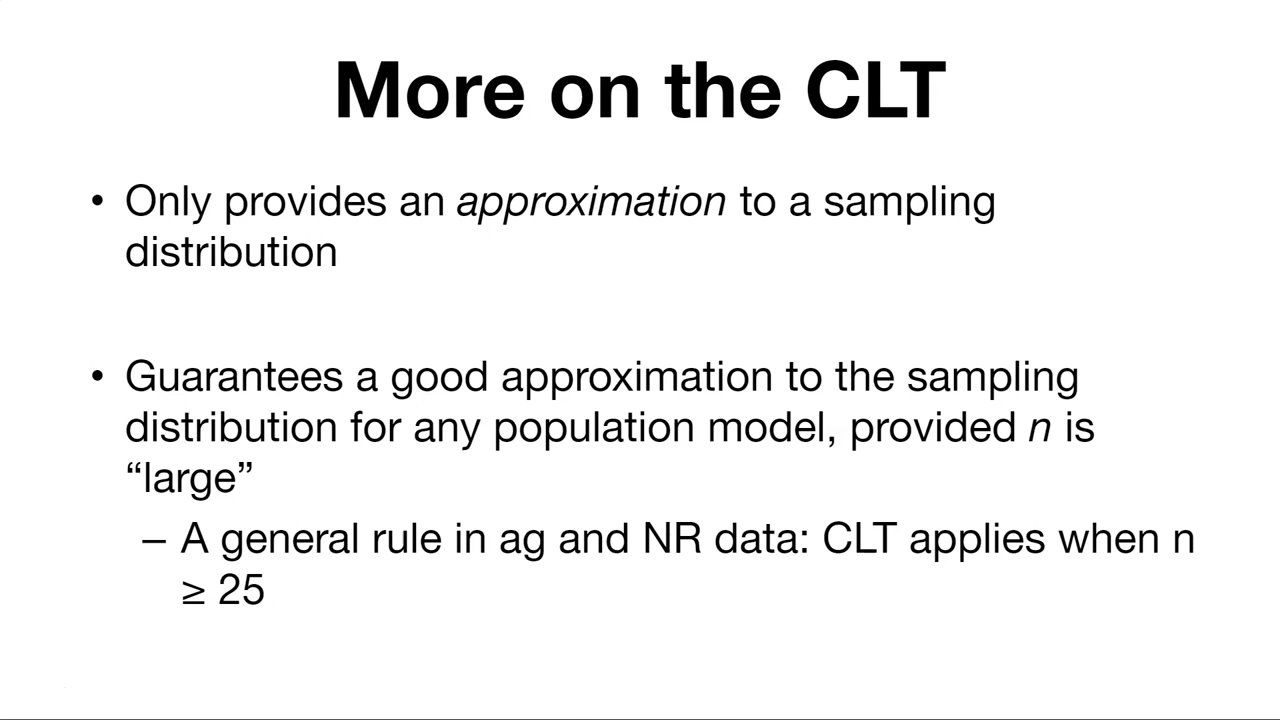 More on the CLT
• Only provides an approximation to a sampling
distribution
• Guarantees a good approximation to the sampling
distribution for any population model, provided n is
“large”
– A general rule in ag and NR data: CLT applies when n
≥ 25